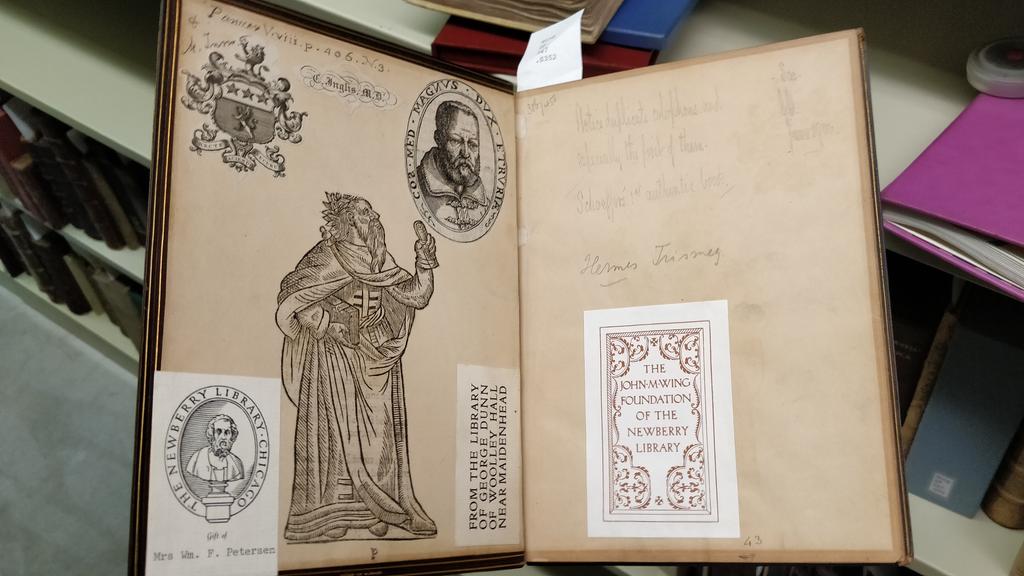 Panzer V. viii. p. 406. N. 3.
C. Inglis, M.D.
COS · MED · MAGVVS · DVX · ETRVRIÆ
THE NEWBERRY LIBRARY · CHICAGO
Gift of
Mrs Wm. F. Petersen
p
FROM THE LIBRARY
OF GEORGE DUNN
OF WOOLLEY HALL
NEAR MAIDENHEAD
Notes duplicate colophons and
especially the first of them.
Schoeffer's 1st authentic book.
Hermes Trismeg
THE
JOHN·M·WING
FOUNDATION
OF THE
NEWBERRY
LIBRARY
43